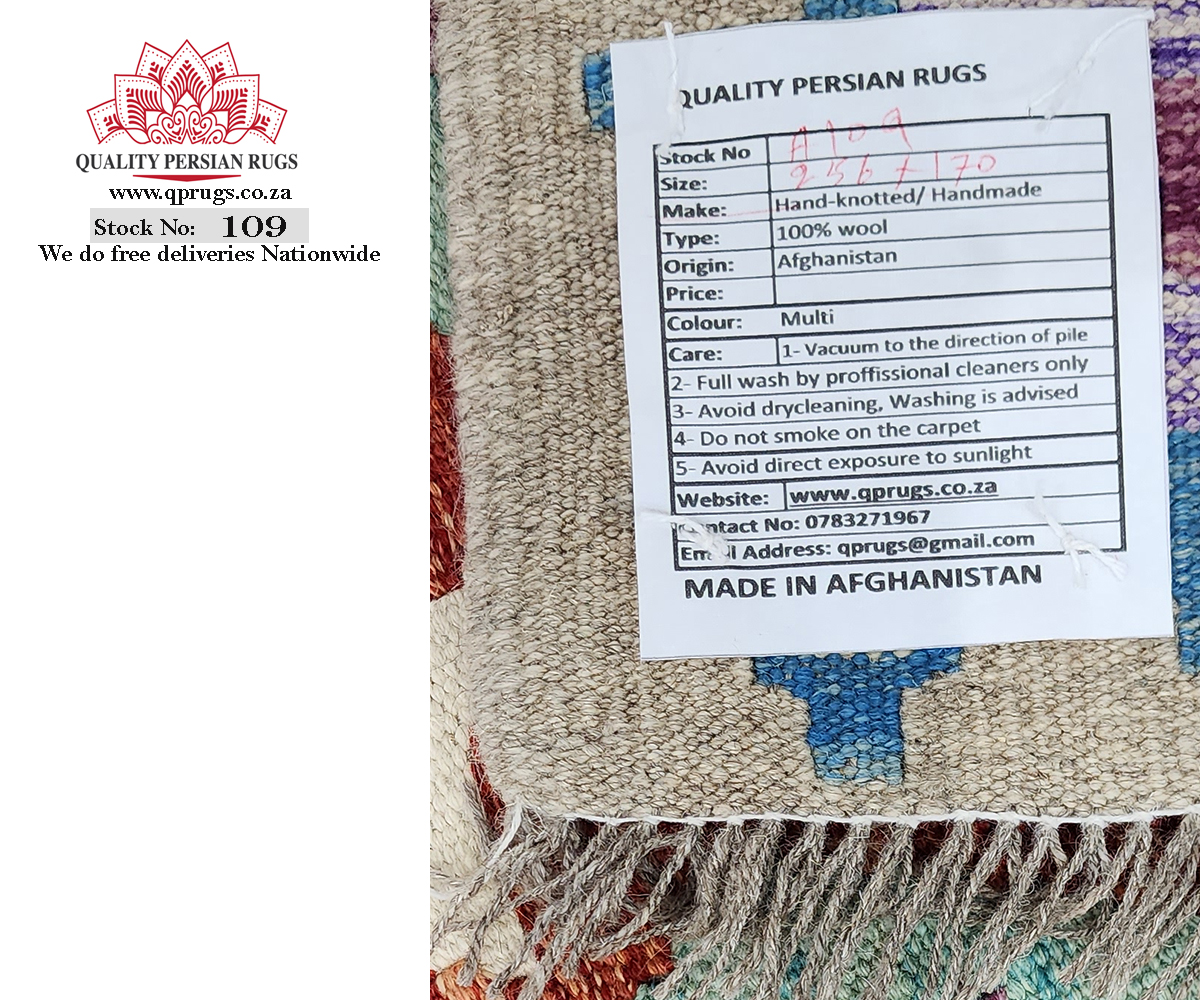 QUALITY PERSIAN RUGS
www.qprugs.co.za
Stock No: 109
We do free deliveries Nationwide
QUALITY PERSIAN RUGS
Stock No A109
Size: 256+170
Make: Hand-knotted/ Handmade
Type: 100% wool
Origin: Afghanistan
Price:
Colour: Multi
Care: 1- Vacuum to the direction of pile
2- Full wash by proffissional cleaners only
3- Avoid drycleaning, Washing is advised
4- Do not smoke on the carpet
5- Avoid direct exposure to sunlight
Website: www.qprugs.co.za
Contact No: 0783271967
Email Address: qprugs@gmail.com
MADE IN AFGHANISTAN